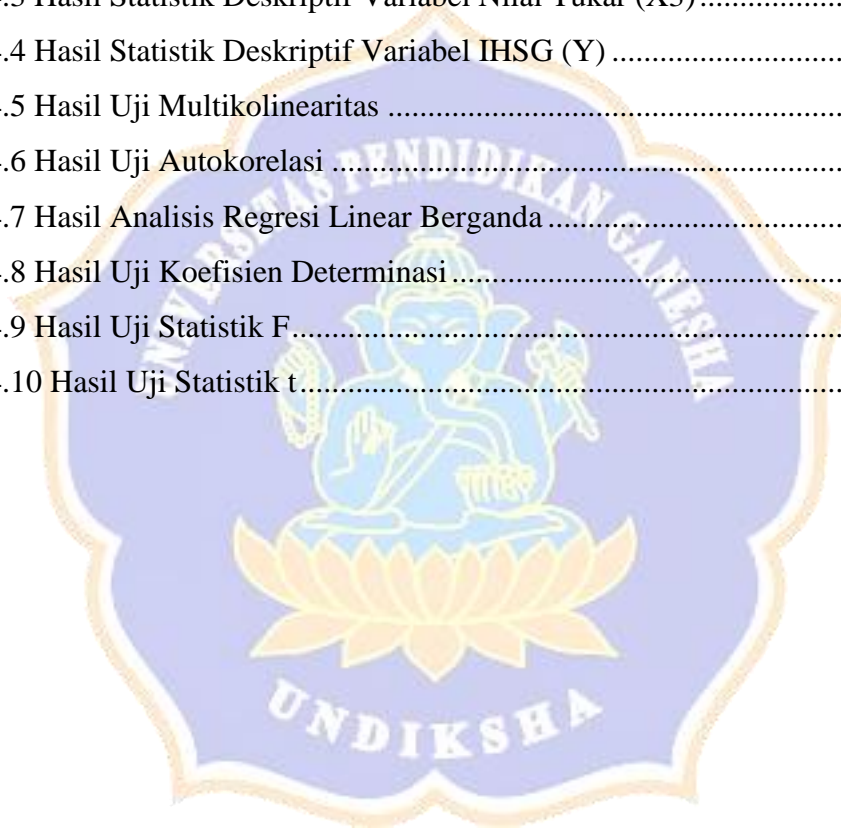 .3 Hasil Statistik Deskriptif Variabel Nilai Tukar (X3)..................
.4 Hasil Statistik Deskriptif Variabel IHSG (Y) ...............................
.5 Hasil Uji Multikolinearitas ............................................................
.6 Hasil Uji Autokorelasi ...................................................................
.7 Hasil Analisis Regresi Linear Berganda ........................................
.8 Hasil Uji Koefisien Determinasi ...................................................
.9 Hasil Uji Statistik F.......................................................................
.10 Hasil Uji Statistik t......................................................................
UNIVERSITAS PENDIDIKAN GANESHA
UNDIKSHA